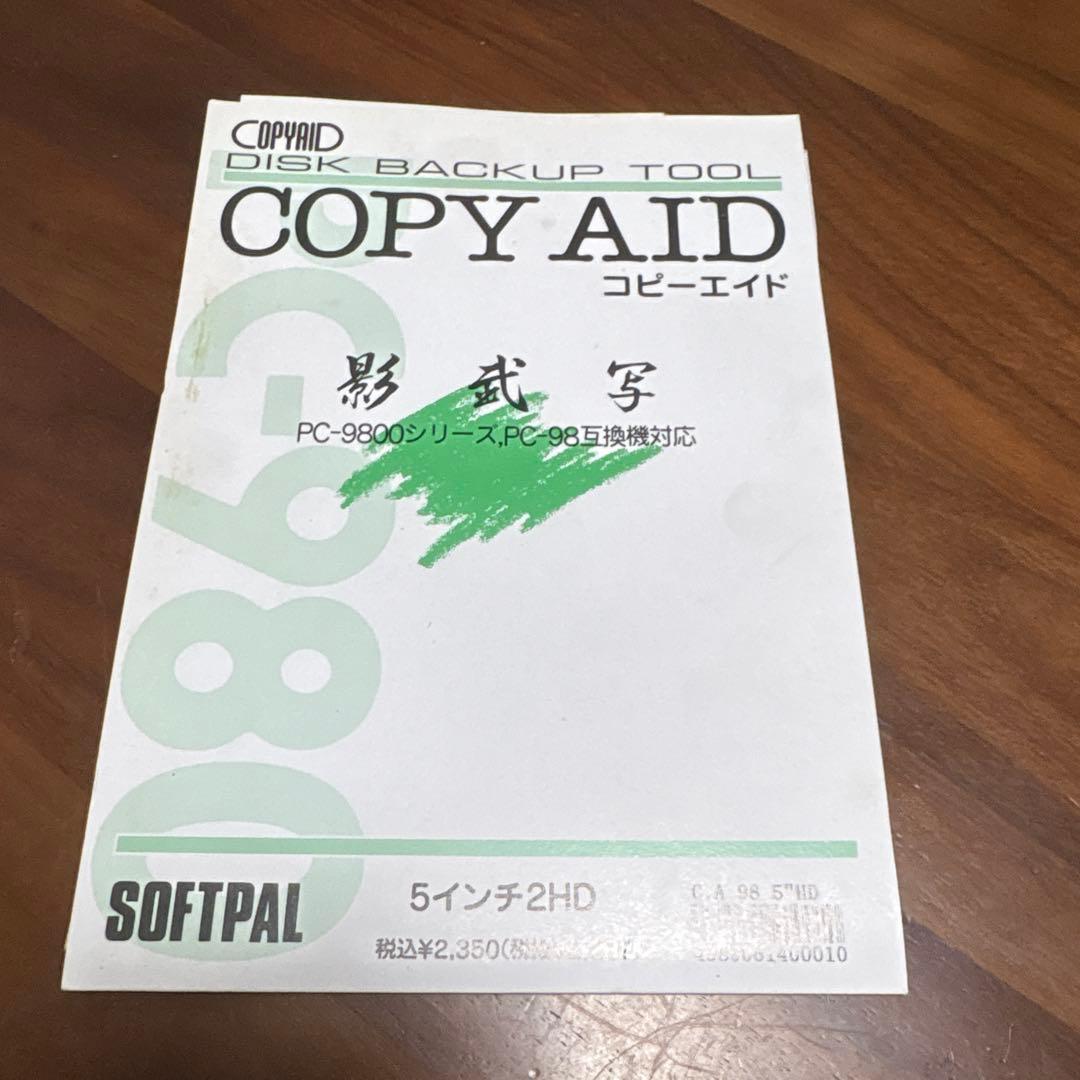 COPYAID
DISK BACKUP TOOL
COPY AID
コピーエイド
影武写
PC-9800シリーズ,PC-98互換機対応
SOFTPAL
5インチ2HD
C.A 98 5"HD
税込¥2,350